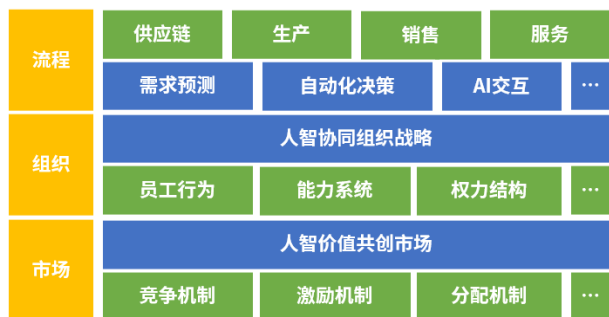 流程
供应链 生产 销售 服务
需求预测 自动化决策 AI交互 …
组织
人智协同组织战略
员工行为 能力系统 权力结构 …
市场
人智价值共创市场
竞争机制 激励机制 分配机制 …